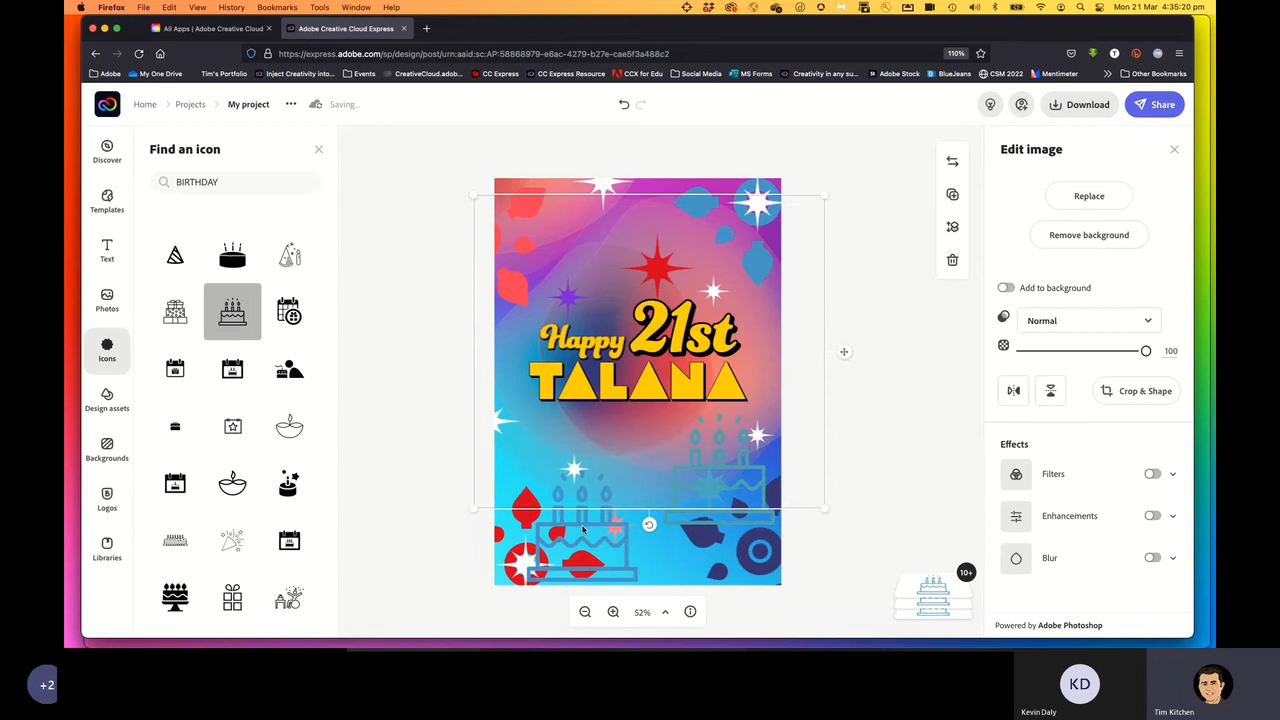 Firefox File Edit View History Bookmarks Tools Window Help Mon 21 Mar 4:35:20 pm
All Apps | Adobe Creative Cloud × Adobe Creative Cloud Express × +
https://express.adobe.com/sp/design/post/urn:aaid:sc:AP:58868979-e6ac-4279-b27e-cae5f3a488c2 110%
Adobe My One Drive Tim's Portfolio Inject Creativity into... Events CreativeCloud.adob... CC Express CC Express Resource CCX for Edu Social Media MS Forms Creativity in any su... Adobe Stock BlueJeans CSM 2022 Mentimeter Other Bookmarks
Home Projects My project Saving... Download Share
Discover
Templates
Text
Photos
Icons
Design assets
Backgrounds
Logos
Libraries
Find an icon
BIRTHDAY
Happy 21st
TALANA
52%
10+
Edit image
Replace
Remove background
Add to background
Normal
100
Crop & Shape
Effects
Filters
Enhancements
Blur
Powered by Adobe Photoshop
+2
KD
Kevin Daly
Tim Kitchen